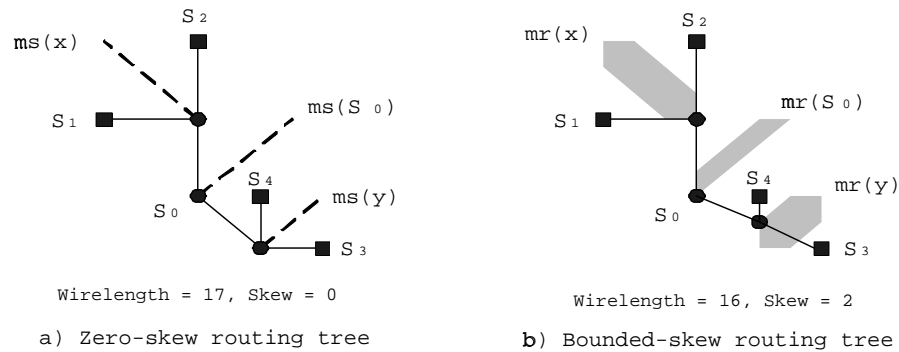 S₂
ms(x)
ms(S₀)
S₁
S₄
ms(y)
S₀
S₃
Wirelength = 17, Skew = 0
a) Zero-skew routing tree
S₂
mr(x)
mr(S₀)
S₁
S₄
mr(y)
S₀
S₃
Wirelength = 16, Skew = 2
b) Bounded-skew routing tree